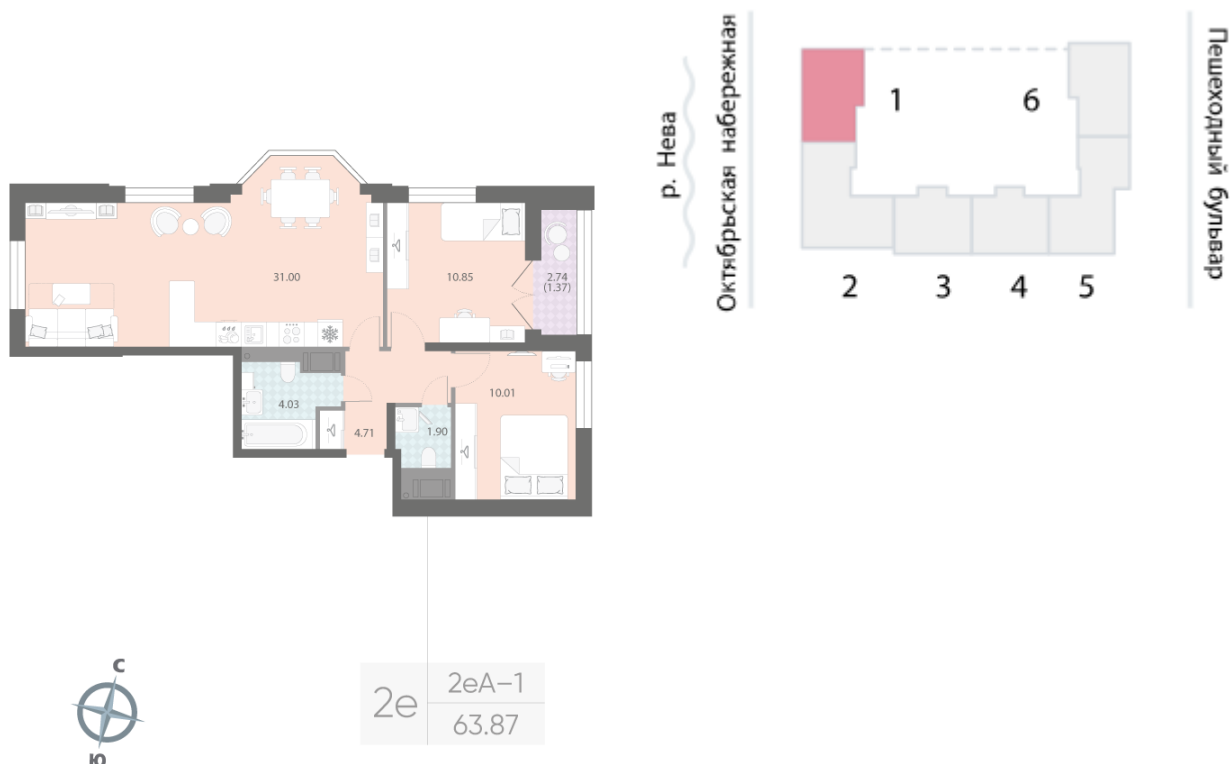 р. Нева
Октябрьская набережная
1
6
2
3
4
5
Пешеходный бульвар
31.00
10.85
2.74
(1.37)
4.03
4.71
1.90
10.01
С
Ю
2е
2еА–1
63.87